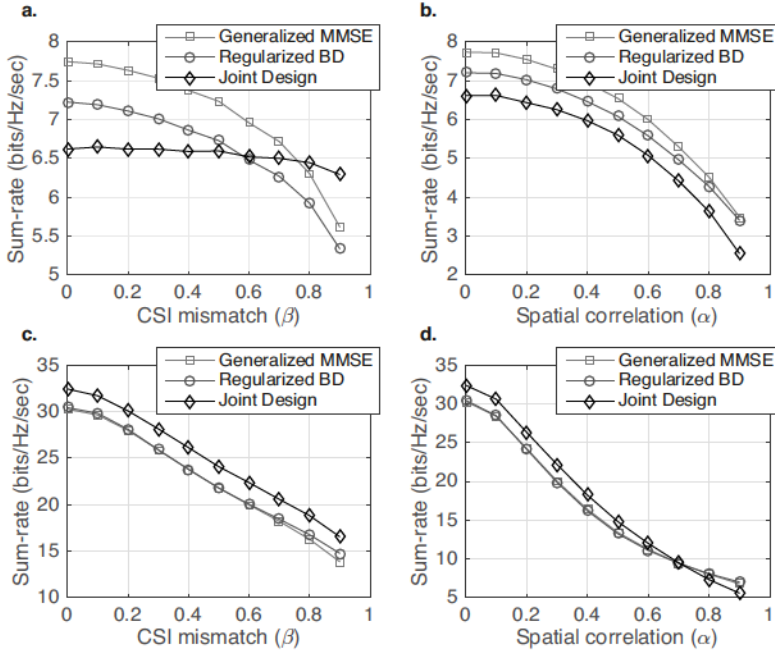 a.
8
7.5
7
6.5
6
5.5
5
Sum-rate (bits/Hz/sec)
0 0.2 0.4 0.6 0.8 1
CSI mismatch (β)
Generalized MMSE
Regularized BD
Joint Design
b.
8
7
6
5
4
3
2
Sum-rate (bits/Hz/sec)
0 0.2 0.4 0.6 0.8 1
Spatial correlation (α)
Generalized MMSE
Regularized BD
Joint Design
c.
35
30
25
20
15
10
Sum-rate (bits/Hz/sec)
0 0.2 0.4 0.6 0.8 1
CSI mismatch (β)
Generalized MMSE
Regularized BD
Joint Design
d.
35
30
25
20
15
10
5
Sum-rate (bits/Hz/sec)
0 0.2 0.4 0.6 0.8 1
Spatial correlation (α)
Generalized MMSE
Regularized BD
Joint Design